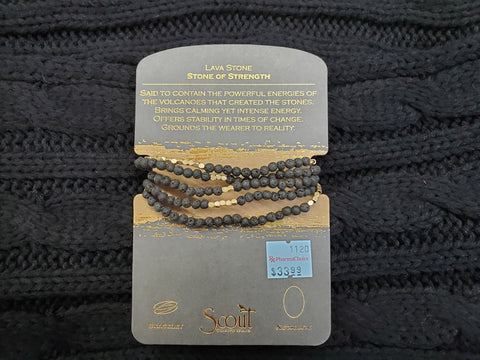 Lava Stone
Stone of Strength
Said to contain the powerful energies of
the volcanoes that created the stones.
Brings calming yet intense energy.
Offers stability in times of change.
Grounds the wearer to reality.
1120
PharmaChoice
$33.99
Scout